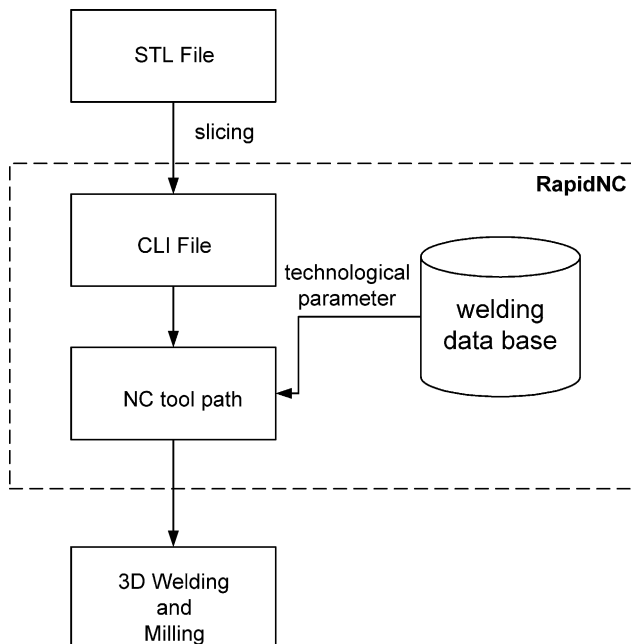 STL File
slicing
RapidNC
CLI File
technological
parameter
welding
data base
NC tool path
3D Welding
and
Milling